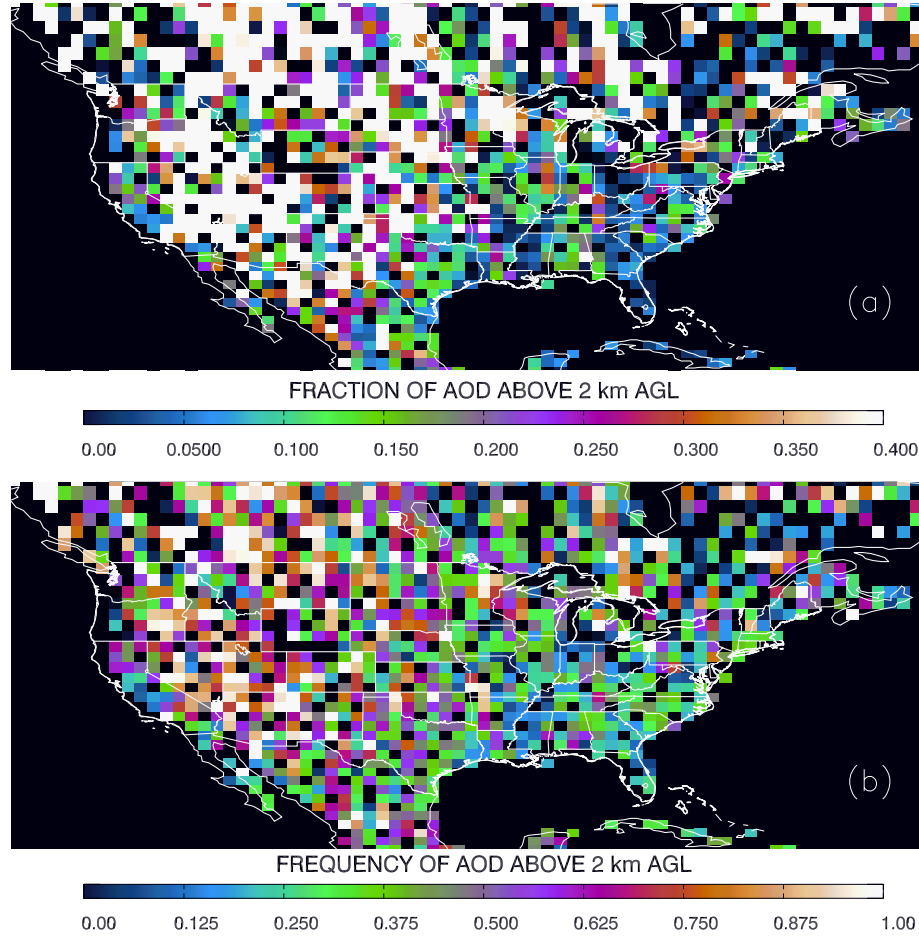 (a)
FRACTION OF AOD ABOVE 2 km AGL
0.00 0.0500 0.100 0.150 0.200 0.250 0.300 0.350 0.400
(b)
FREQUENCY OF AOD ABOVE 2 km AGL
0.00 0.125 0.250 0.375 0.500 0.625 0.750 0.875 1.00